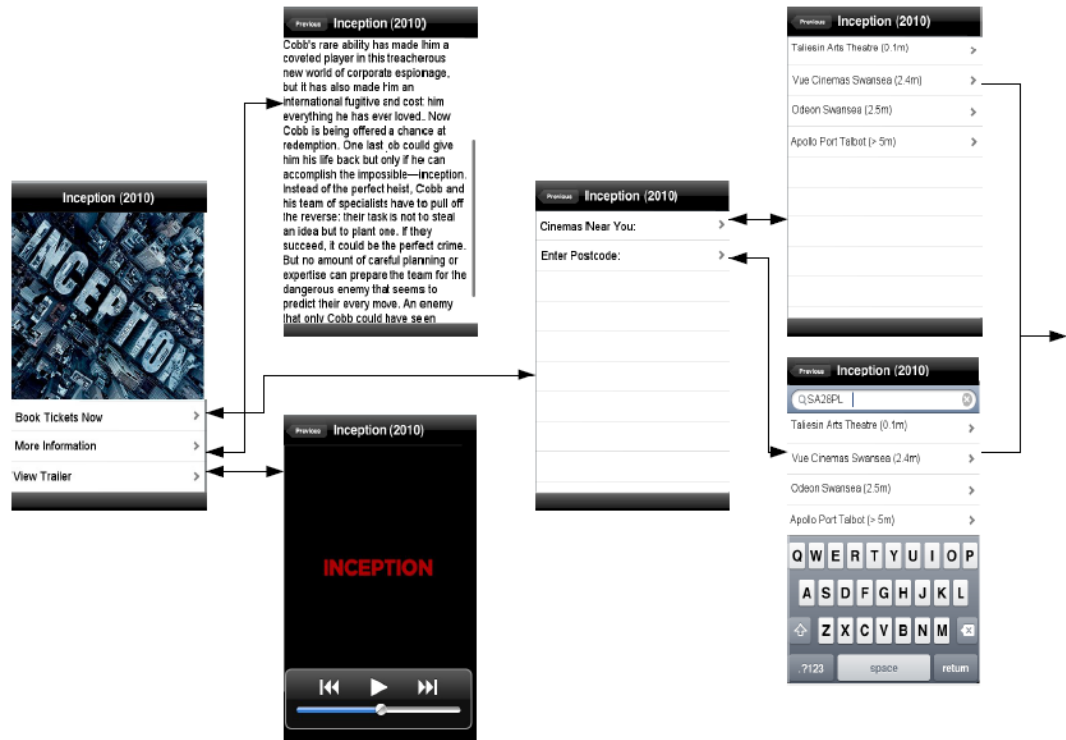 Inception (2010)
INCEPTION
Book Tickets Now
More Information
View Trailer
Previous Inception (2010)
Cobb's rare ability has made him a
coveted player in this treacherous
new world of corporate espionage,
but it has also made him an
international fugitive and cost him
everything he has ever loved. Now
Cobb is being offered a chance at
redemption. One last job could give
him his life back but only if he can
accomplish the impossible—inception.
Instead of the perfect heist, Cobb and
his team of specialists have to pull off
the reverse: their task is not to steal
an idea but to plant one. If they
succeed, it could be the perfect crime.
But no amount of careful planning or
expertise can prepare the team for the
dangerous enemy that seems to
predict their every move. An enemy
that only Cobb could have seen
Previous Inception (2010)
INCEPTION
Previous Inception (2010)
Cinemas Near You:
Enter Postcode:
Previous Inception (2010)
Taliesin Arts Theatre (0.1m)
Vue Cinemas Swansea (2.4m)
Odeon Swansea (2.5m)
Apollo Port Talbot (> 5m)
Previous Inception (2010)
SA28PL
Taliesin Arts Theatre (0.1m)
Vue Cinemas Swansea (2.4m)
Odeon Swansea (2.5m)
Apollo Port Talbot (> 5m)
Q W E R T Y U I O P
A S D F G H J K L
Z X C V B N M
.?123 space return